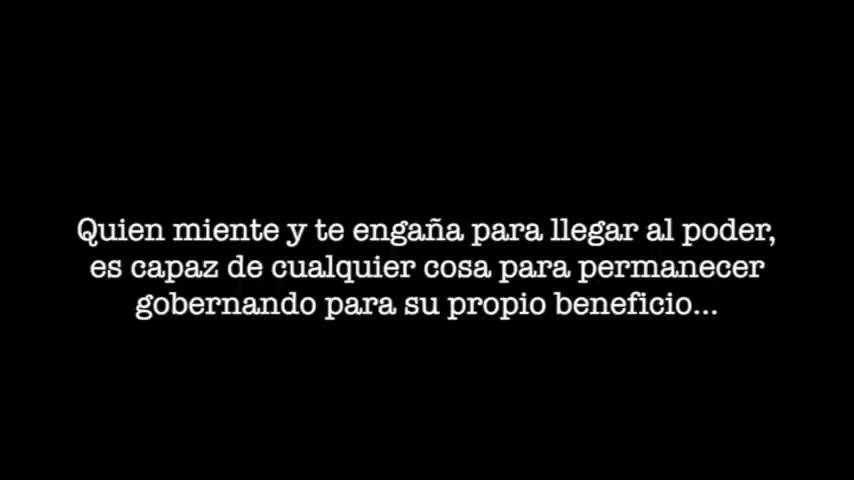 Quien miente y te engaña para llegar al poder,
es capaz de cualquier cosa para permanecer
gobernando para su propio beneficio...